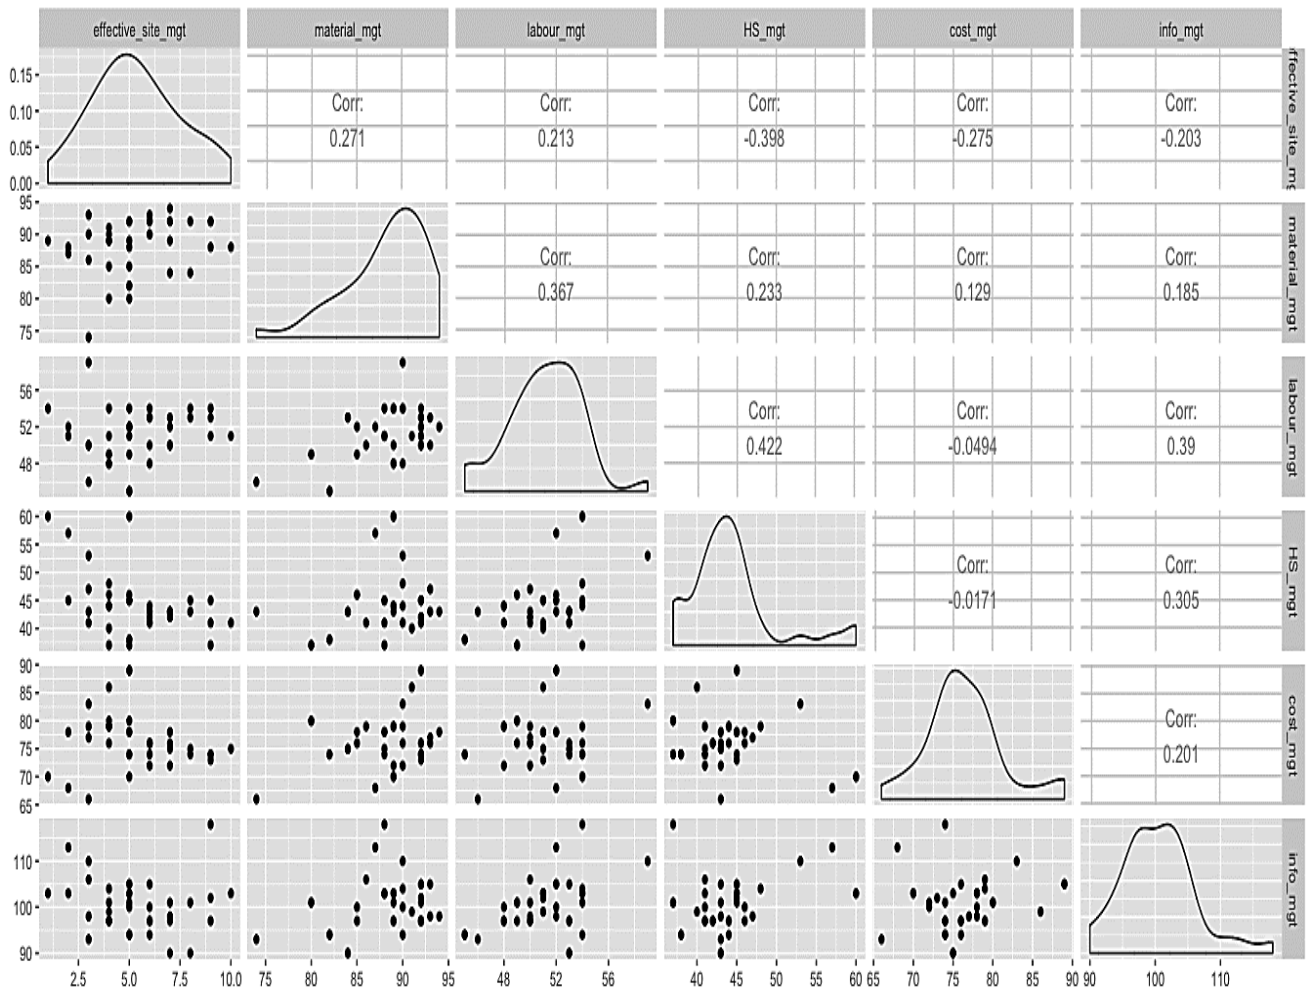 effective_site_mgt material_mgt labour_mgt HS_mgt cost_mgt info_mgt
0.15
0.10
0.05
0.00
Corr: Corr: Corr: Corr: Corr:
0.271 0.213 -0.398 -0.275 -0.203
ffective_site_m
95
90
85
80
75
Corr: Corr: Corr: Corr:
0.367 0.233 0.129 0.185
material_mgt
56
52
48
Corr: Corr: Corr:
0.422 -0.0494 0.39
labour_mgt
60
55
50
45
40
Corr: Corr:
-0.0171 0.305
HS_mgt
90
85
80
75
70
65
Corr:
0.201
cost_mgt
110
100
90
info_mgt
2.5 5.0 7.5 10.0 75 80 85 90 95 48 52 56 40 45 50 55 60 65 70 75 80 85 90 90 100 110